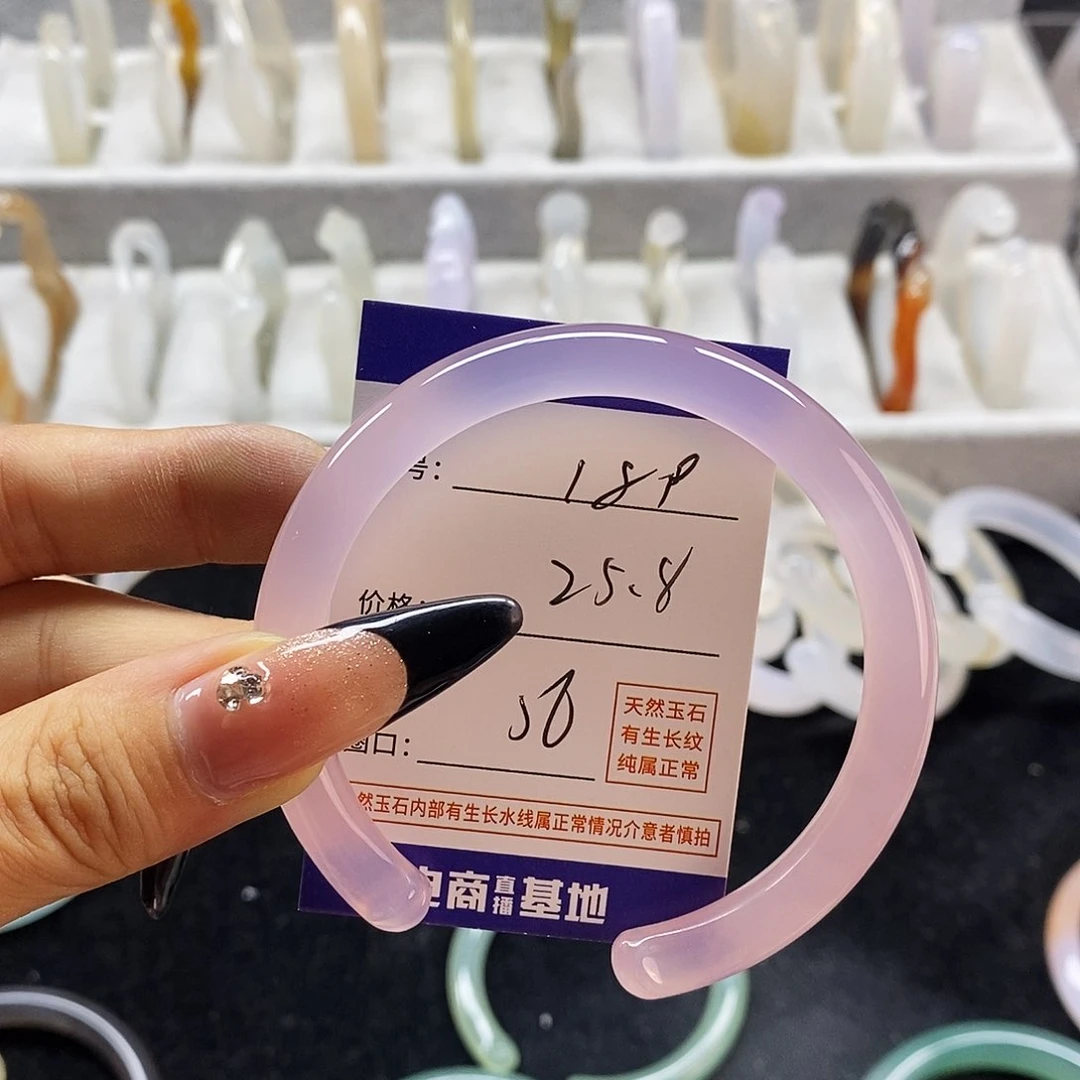 号: 189
价格: 25.8
圈口: 56
天然玉石
有生长纹
纯属正常
然玉石内部有生长水线属正常情况介意者慎拍
电商直播基地